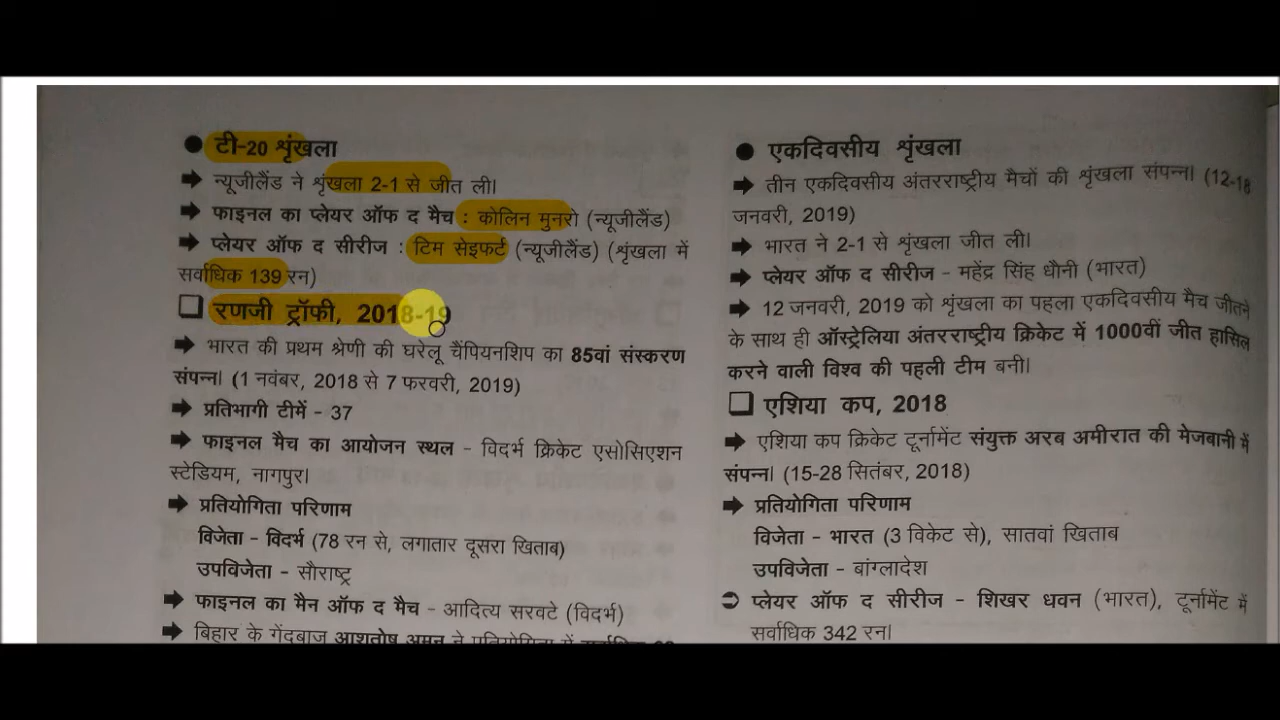 ● टी-20 शृंखला
➡ न्यूजीलैंड ने शृंखला 2-1 से जीत ली।
➡ फाइनल का प्लेयर ऑफ द मैच : कोलिन मुनरो (न्यूजीलैंड)
➡ प्लेयर ऑफ द सीरीज : टिम सेइफर्ट (न्यूजीलैंड) (शृंखला में
सर्वाधिक 139 रन)
❑ रणजी ट्रॉफी, 2018-19
➡ भारत की प्रथम श्रेणी की घरेलू चैंपियनशिप का 85वां संस्करण
संपन्न। (1 नवंबर, 2018 से 7 फरवरी, 2019)
➡ प्रतिभागी टीमें - 37
➡ फाइनल मैच का आयोजन स्थल - विदर्भ क्रिकेट एसोसिएशन
स्टेडियम, नागपुर।
➡ प्रतियोगिता परिणाम
विजेता - विदर्भ (78 रन से, लगातार दूसरा खिताब)
उपविजेता - सौराष्ट्र
➡ फाइनल का मैन ऑफ द मैच - आदित्य सरवटे (विदर्भ)
➡ बिहार के गेंदबाज आशुतोष अमन ने प्रतियोगिता में सर्वाधिक
● एकदिवसीय शृंखला
➡ तीन एकदिवसीय अंतरराष्ट्रीय मैचों की शृंखला संपन्न। (12-18
जनवरी, 2019)
➡ भारत ने 2-1 से शृंखला जीत ली।
➡ प्लेयर ऑफ द सीरीज - महेंद्र सिंह धौनी (भारत)
➡ 12 जनवरी, 2019 को शृंखला का पहला एकदिवसीय मैच जीतने
के साथ ही ऑस्ट्रेलिया अंतरराष्ट्रीय क्रिकेट में 1000वीं जीत हासिल
करने वाली विश्व की पहली टीम बनी।
❑ एशिया कप, 2018
➡ एशिया कप क्रिकेट टूर्नामेंट संयुक्त अरब अमीरात की मेजबानी में
संपन्न। (15-28 सितंबर, 2018)
➡ प्रतियोगिता परिणाम
विजेता - भारत (3 विकेट से), सातवां खिताब
उपविजेता - बांग्लादेश
➲ प्लेयर ऑफ द सीरीज - शिखर धवन (भारत), टूर्नामेंट में
सर्वाधिक 342 रन।